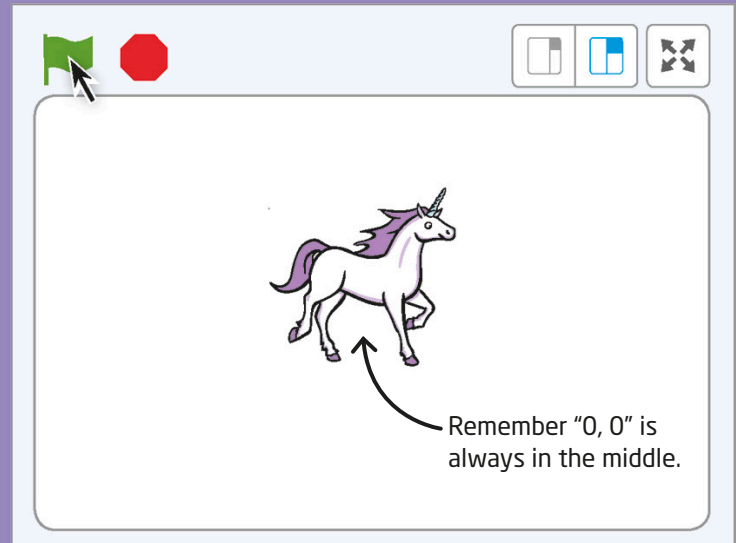 Remember “0, 0” is
always in the middle.